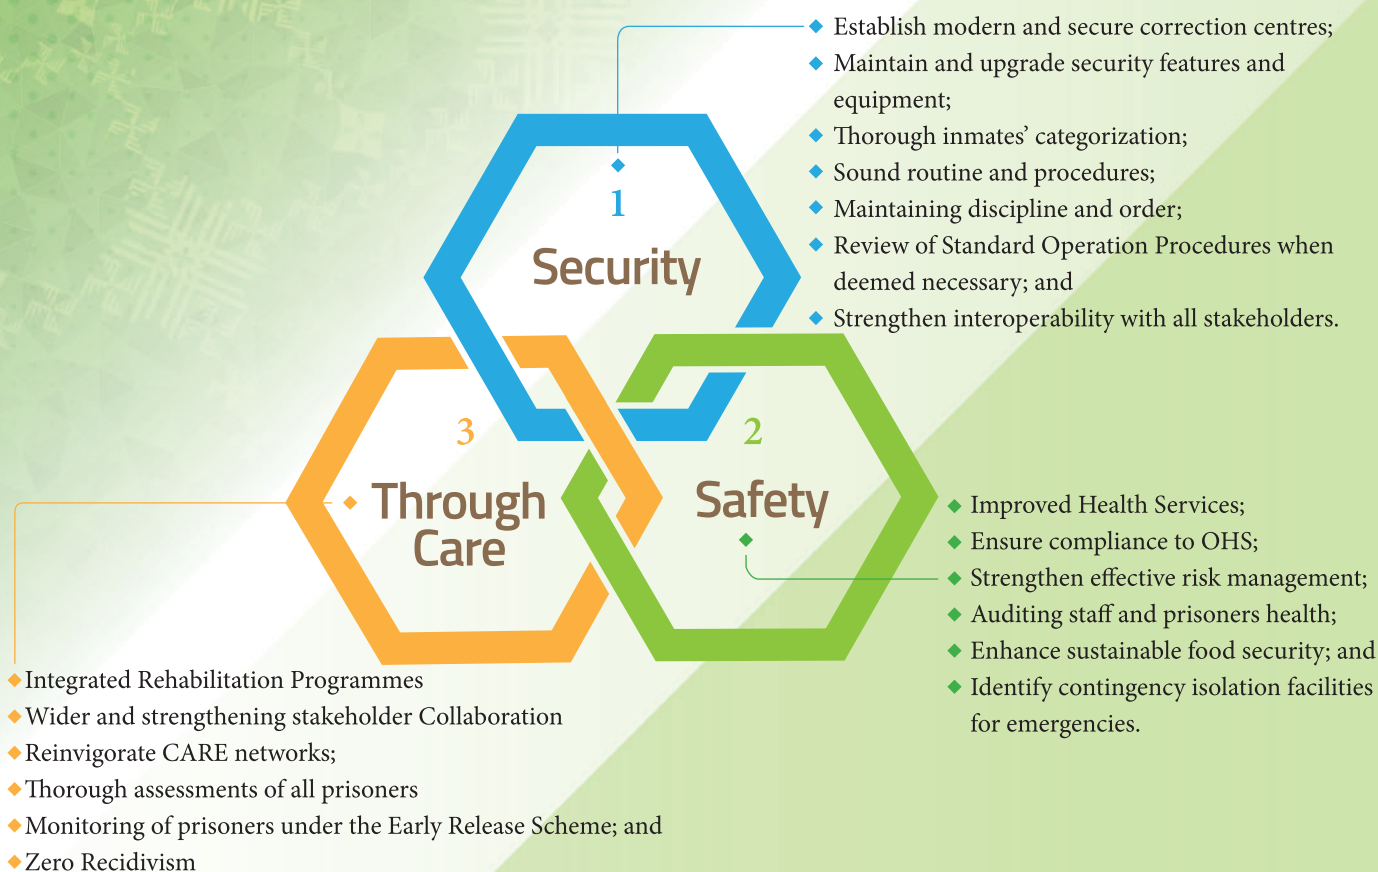 1
Security
◆ Establish modern and secure correction centres;
◆ Maintain and upgrade security features and
equipment;
◆ Thorough inmates’ categorization;
◆ Sound routine and procedures;
◆ Maintaining discipline and order;
◆ Review of Standard Operation Procedures when
deemed necessary; and
◆ Strengthen interoperability with all stakeholders.
2
Safety
◆ Improved Health Services;
◆ Ensure compliance to OHS;
◆ Strengthen effective risk management;
◆ Auditing staff and prisoners health;
◆ Enhance sustainable food security; and
◆ Identify contingency isolation facilities
for emergencies.
3
Through
Care
◆ Integrated Rehabilitation Programmes
◆ Wider and strengthening stakeholder Collaboration
◆ Reinvigorate CARE networks;
◆ Thorough assessments of all prisoners
◆ Monitoring of prisoners under the Early Release Scheme; and
◆ Zero Recidivism